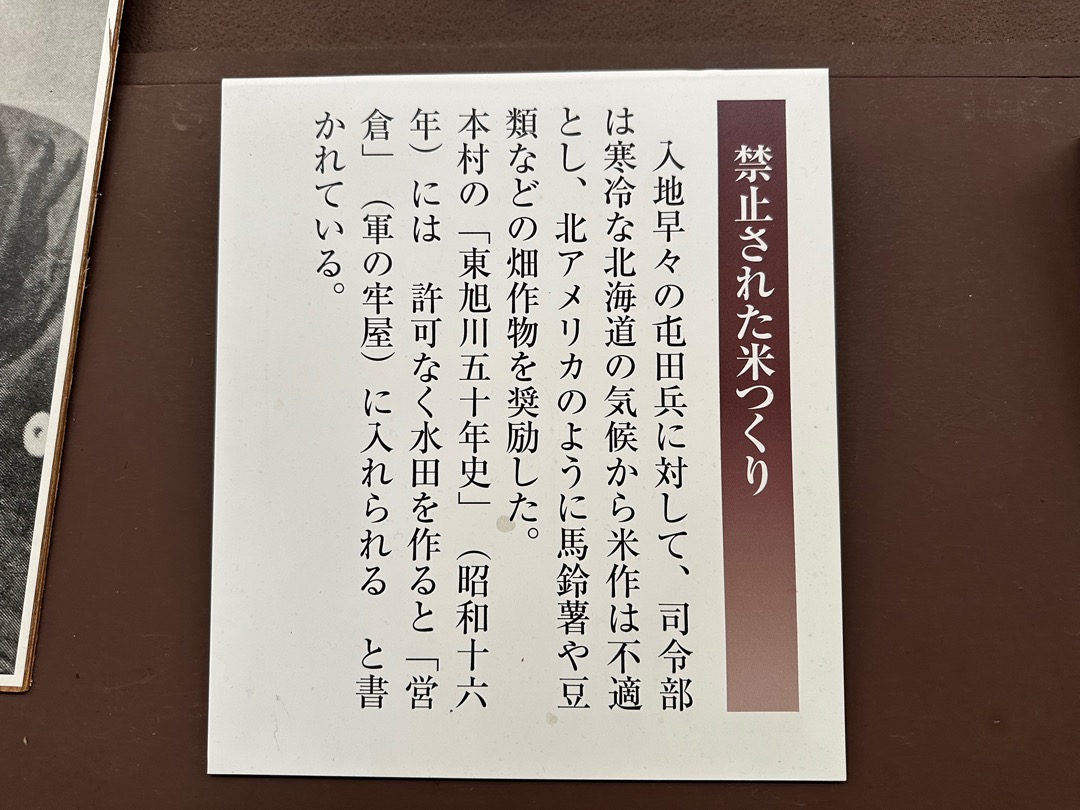 禁止された米つくり
入地早々の屯田兵に対して、司令部
は寒冷な北海道の気候から米作は不適
とし、北アメリカのように馬鈴薯や豆
類などの畑作物を奨励した。
本村の「東旭川五十年史」（昭和十六
年）には　許可なく水田を作ると「営
倉」（軍の牢屋）に入れられる　と書
かれている。